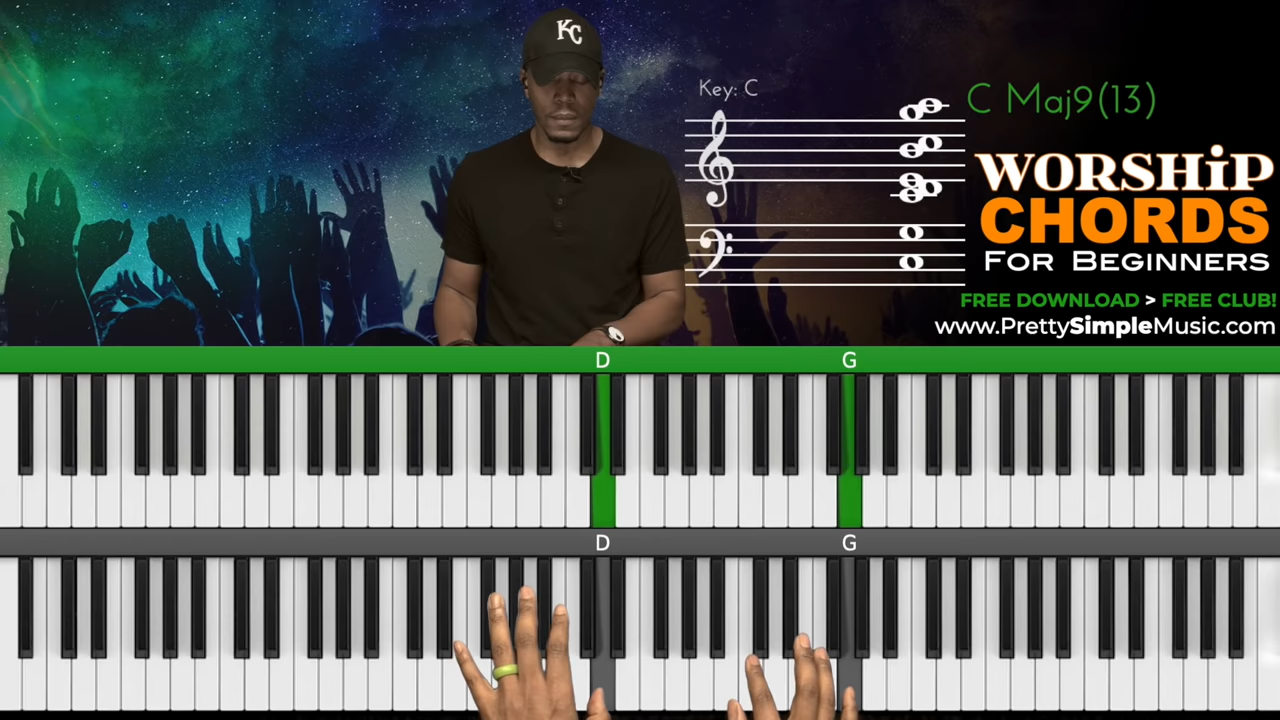 KC
Key: C
C Maj9(13)
WORSHiP
CHORDS
FOR BEGINNERS
FREE DOWNLOAD > FREE CLUB!
www.PrettySimpleMusic.com
D G
D G